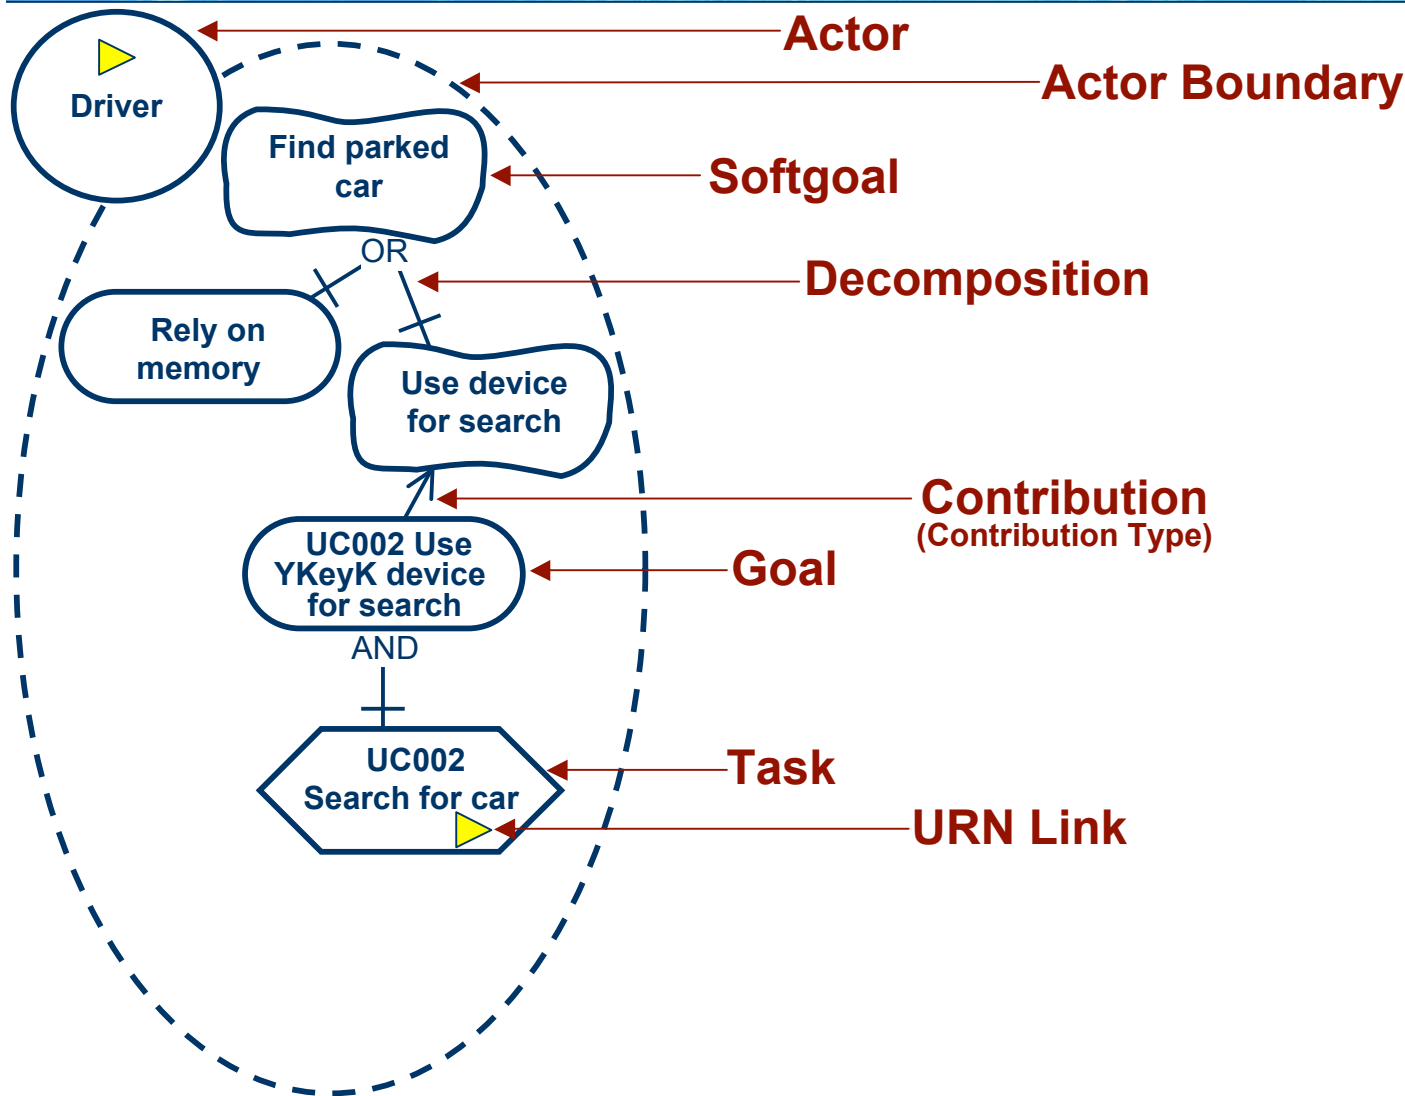 Actor
Driver
Actor Boundary
Find parked
car
Softgoal
OR
Decomposition
Rely on
memory
Use device
for search
Contribution
(Contribution Type)
UC002 Use
YKeyK device
for search
Goal
AND
UC002
Search for car
Task
URN Link